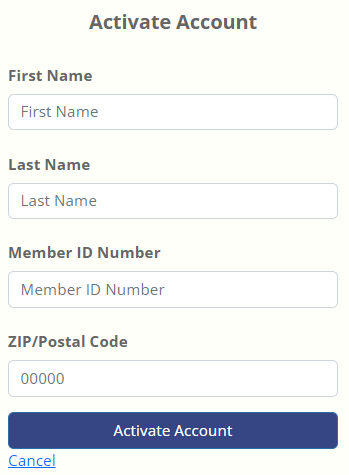 Activate Account
First Name
First Name
Last Name
Last Name
Member ID Number
Member ID Number
ZIP/Postal Code
00000
Activate Account
Cancel